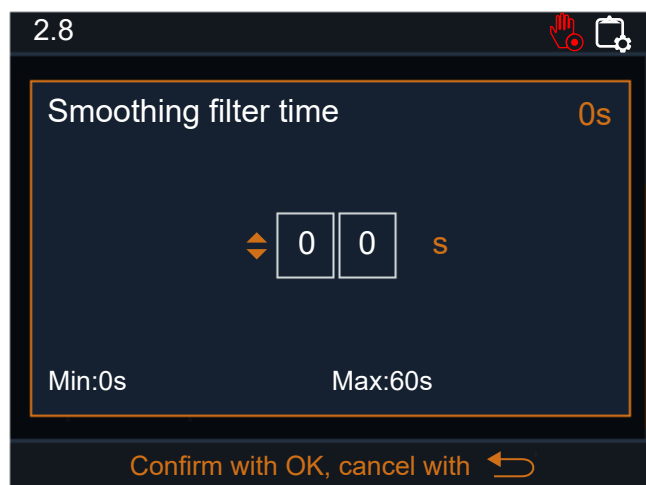 2.8
Smoothing filter time 0s
0 0 s
Min:0s Max:60s
Confirm with OK, cancel with